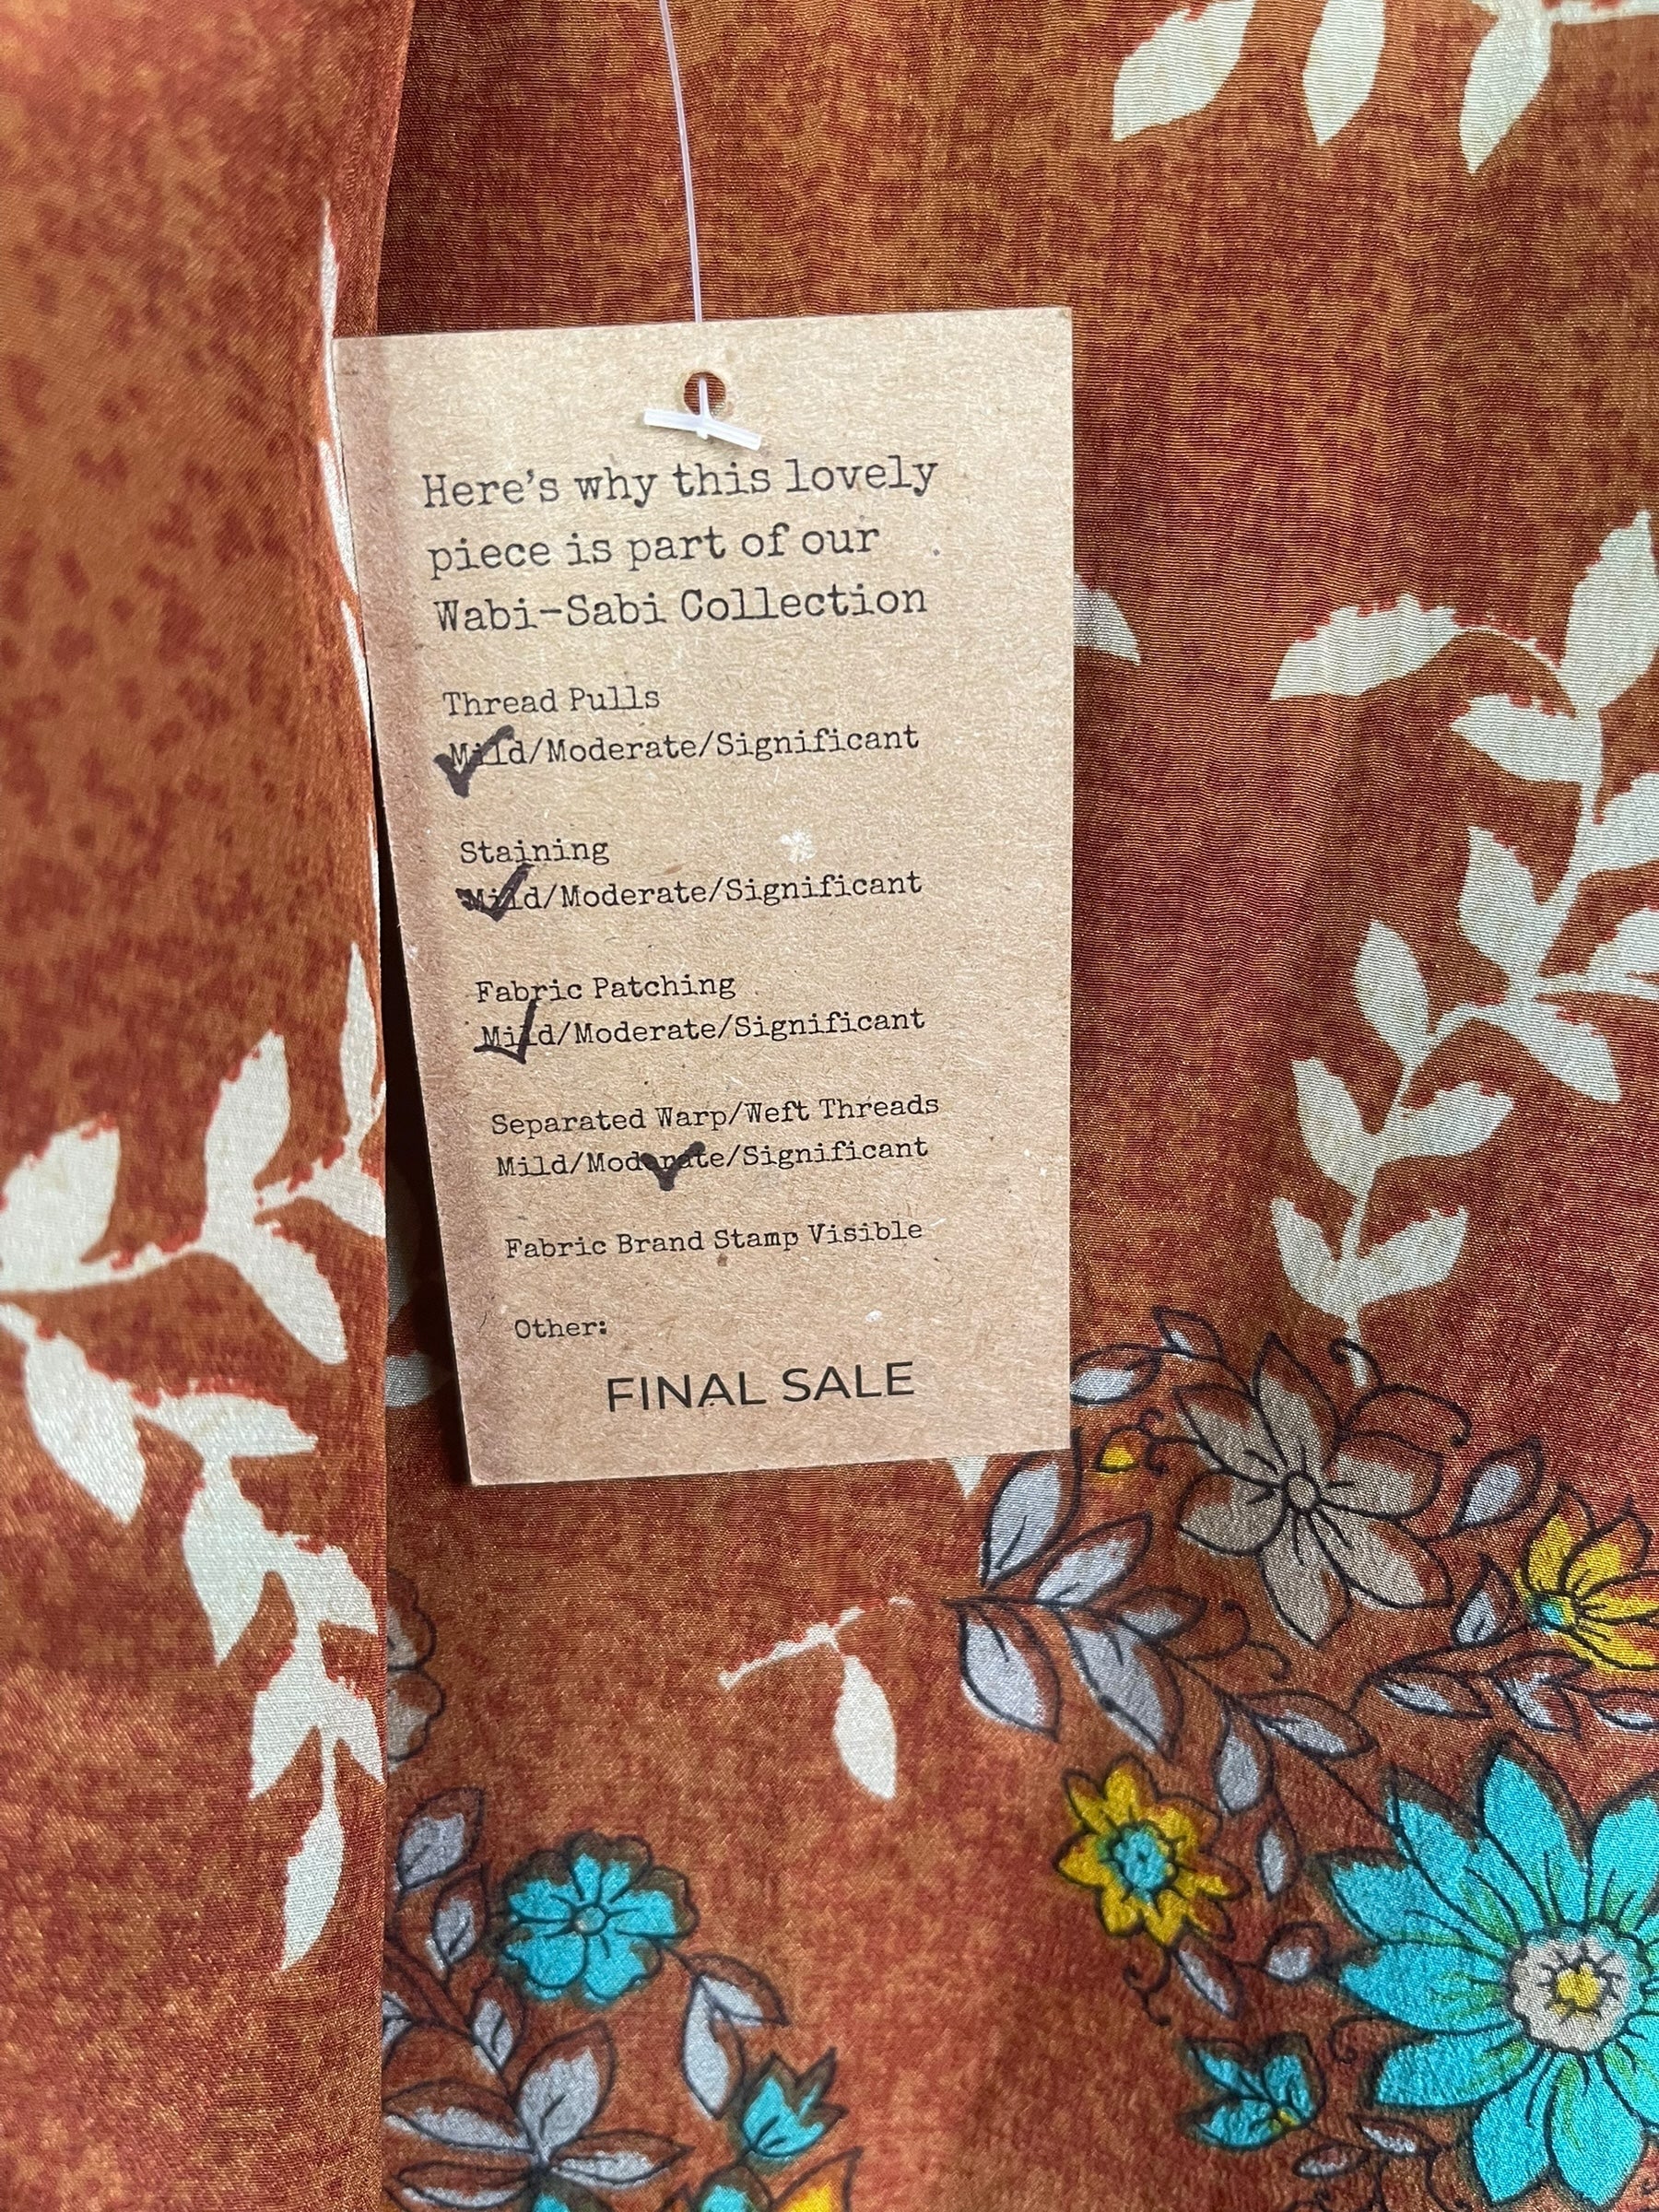 Here's why this lovely
piece is part of our
Wabi-Sabi Collection
Thread Pulls
Mild/Moderate/Significant
Staining
Mild/Moderate/Significant
Fabric Patching
Mild/Moderate/Significant
Separated Warp/Weft Threads
Mild/Moderate/Significant
Fabric Brand Stamp Visible
Other:
FINAL SALE